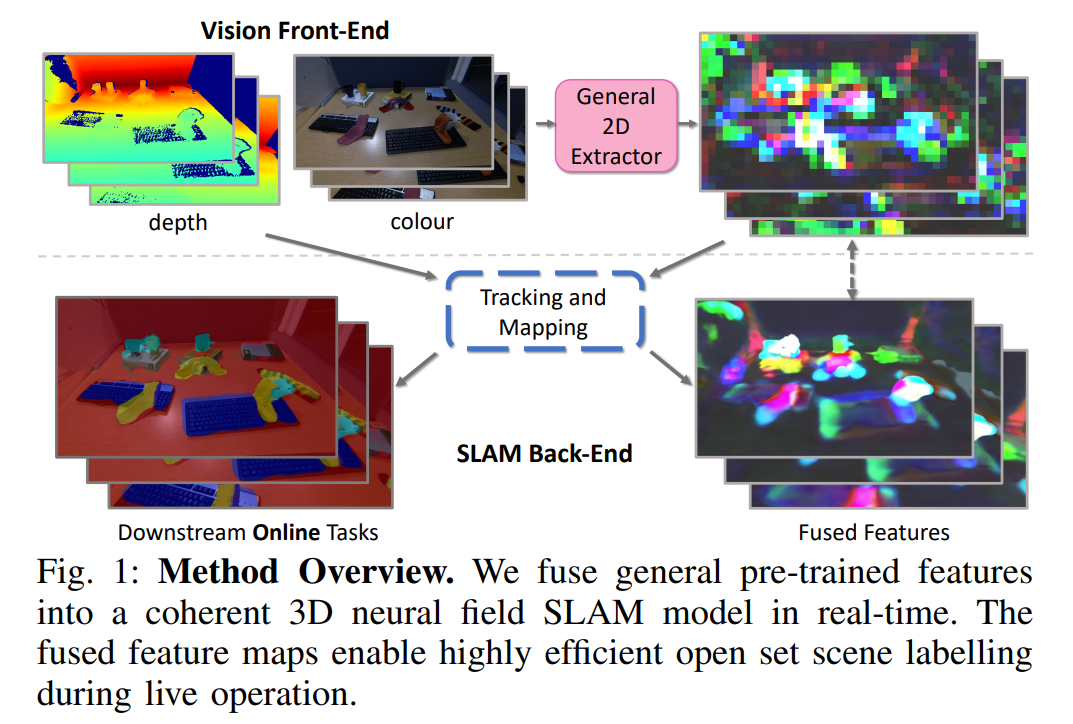 Vision Front-End
General
2D
Extractor
depth
colour
Tracking and
Mapping
SLAM Back-End
Downstream Online Tasks
Fused Features
Fig. 1: Method Overview. We fuse general pre-trained features
into a coherent 3D neural field SLAM model in real-time. The
fused feature maps enable highly efficient open set scene labelling
during live operation.